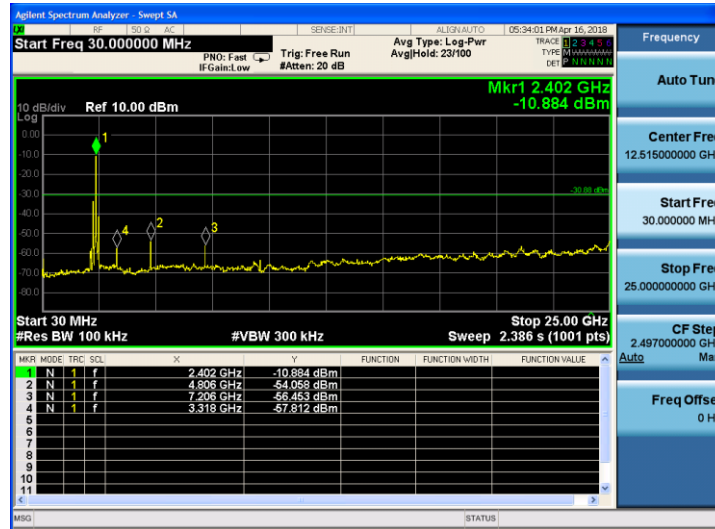 Agilent Spectrum Analyzer - Swept SA
RF 50 Ω AC SENSE:INT ALIGN AUTO 05:34:01 PM Apr 16, 2018
Start Freq 30.000000 MHz
PNO: Fast
IFGain:Low
Trig: Free Run
#Atten: 20 dB
Avg Type: Log-Pwr
Avg|Hold: 23/100
TRACE 1 2 3 4 5 6
TYPE M
DET P N N N N N
Mkr1 2.402 GHz
-10.884 dBm
10 dB/div Ref 10.00 dBm
Log
0.00
-10.0
-20.0
-30.0
-40.0
-50.0
-60.0
-70.0
-80.0
1
2
3
4
-30.88 dBm
Start 30 MHz Stop 25.00 GHz
#Res BW 100 kHz #VBW 300 kHz Sweep 2.386 s (1001 pts)
MKR MODE TRC SCL X Y FUNCTION FUNCTION WIDTH FUNCTION VALUE
1 N 1 f 2.402 GHz -10.884 dBm
2 N 1 f 4.806 GHz -54.058 dBm
3 N 1 f 7.206 GHz -56.453 dBm
4 N 1 f 3.318 GHz -57.812 dBm
5
6
7
8
9
10
11
MSG STATUS
Frequency
Auto Tun
Center Fre
12.515000000 GH
Start Fre
30.000000 MH
Stop Fre
25.000000000 GH
CF Step
2.497000000 GH
Auto Ma
Freq Offse
0 H